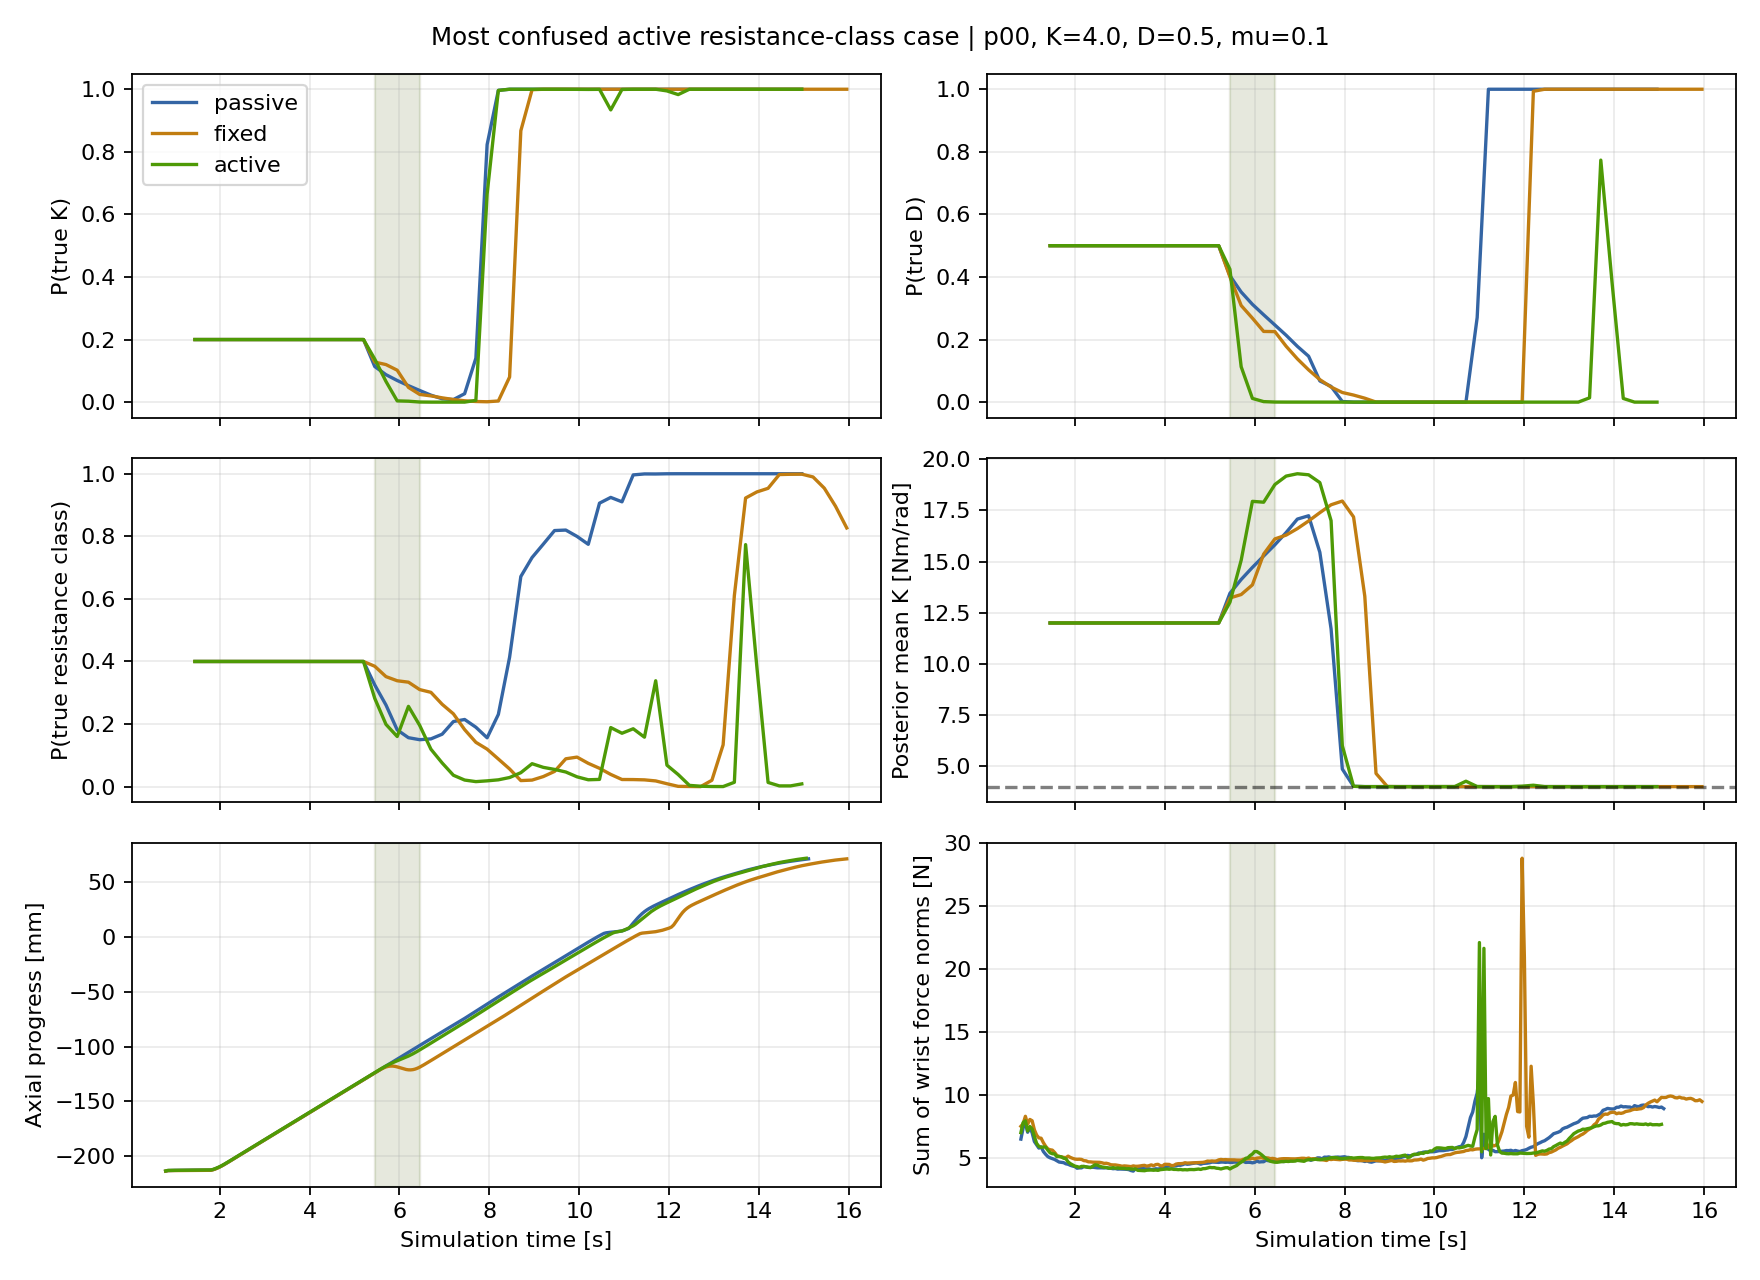 Most confused active resistance-class case | p00, K=4.0, D=0.5, mu=0.1
P(true K)
1.0
0.8
0.6
0.4
0.2
0.0
passive
fixed
active
P(true D)
1.0
0.8
0.6
0.4
0.2
0.0
P(true resistance class)
1.0
0.8
0.6
0.4
0.2
0.0
Posterior mean K [Nm/rad]
20.0
17.5
15.0
12.5
10.0
7.5
5.0
Axial progress [mm]
50
0
−50
−100
−150
−200
2 4 6 8 10 12 14 16
Simulation time [s]
Sum of wrist force norms [N]
30
25
20
15
10
5
2 4 6 8 10 12 14 16
Simulation time [s]